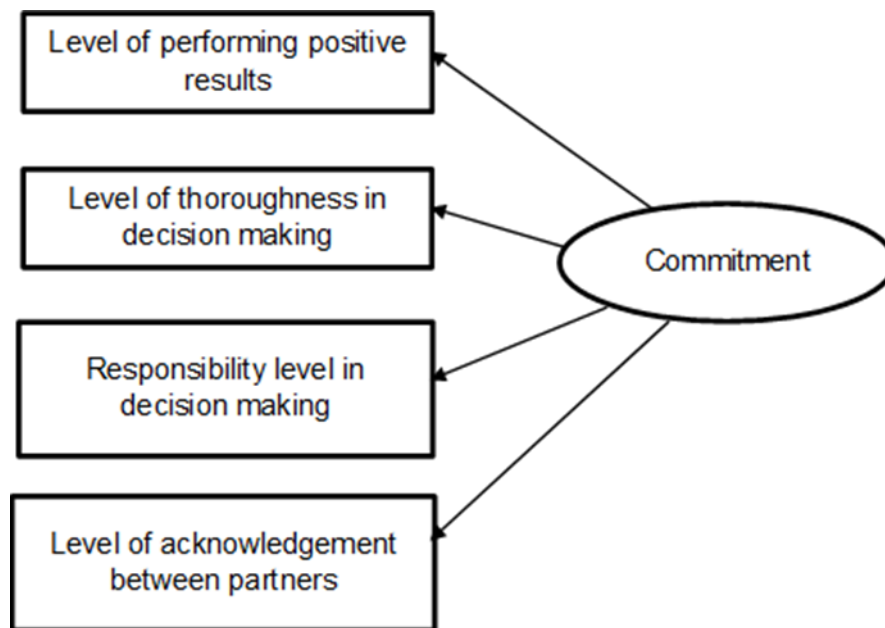 Level of performing positive
results
Level of thoroughness in
decision making
Commitment
Responsibility level in
decision making
Level of acknowledgement
between partners